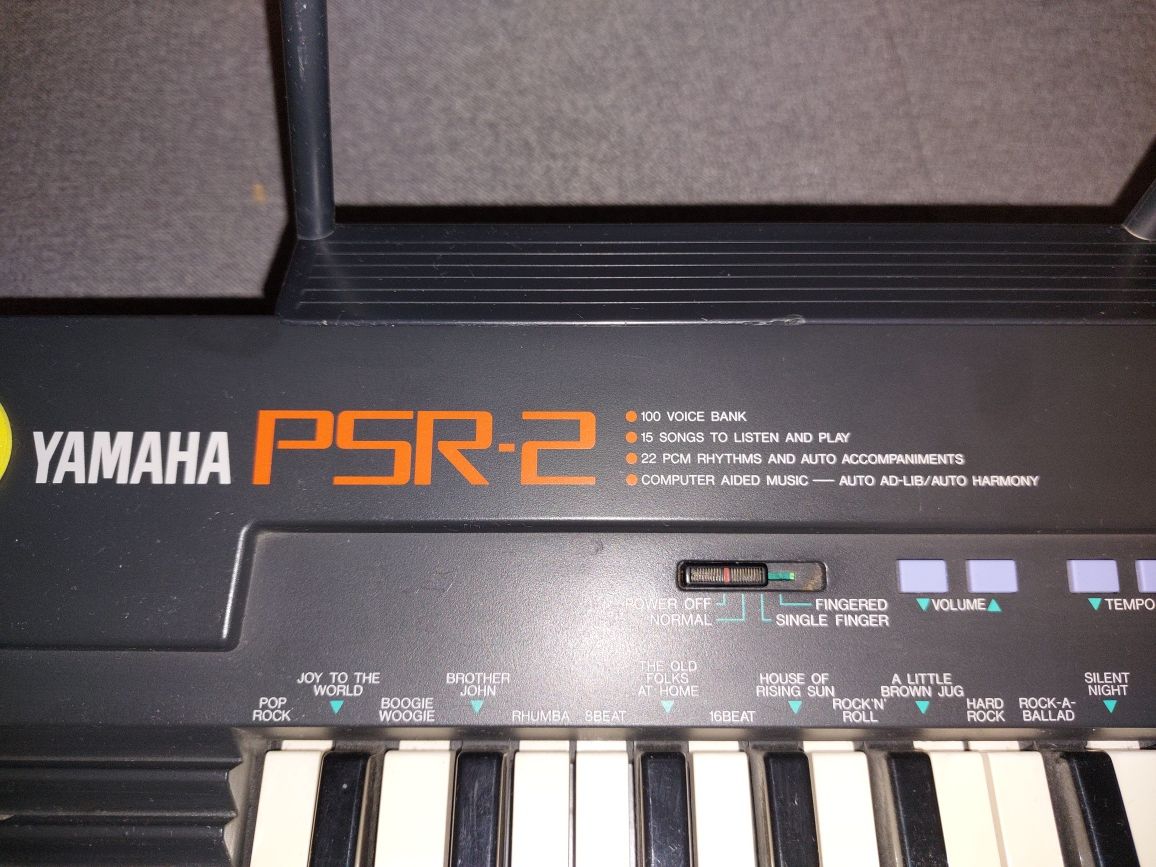 YAMAHA PSR-2
100 VOICE BANK
15 SONGS TO LISTEN AND PLAY
22 PCM RHYTHMS AND AUTO ACCOMPANIMENTS
COMPUTER AIDED MUSIC — AUTO AD-LIB/AUTO HARMONY
POWER OFF
NORMAL
FINGERED
SINGLE FINGER
▼VOLUME▲
▼TEMPO
POP
ROCK
JOY TO THE
WORLD
BOOGIE
WOOGIE
BROTHER
JOHN
RHUMBA
8BEAT
THE OLD
FOLKS
AT HOME
16BEAT
HOUSE OF
RISING SUN
ROCK'N'
ROLL
A LITTLE
BROWN JUG
HARD
ROCK
ROCK-A-
BALLAD
SILENT
NIGHT